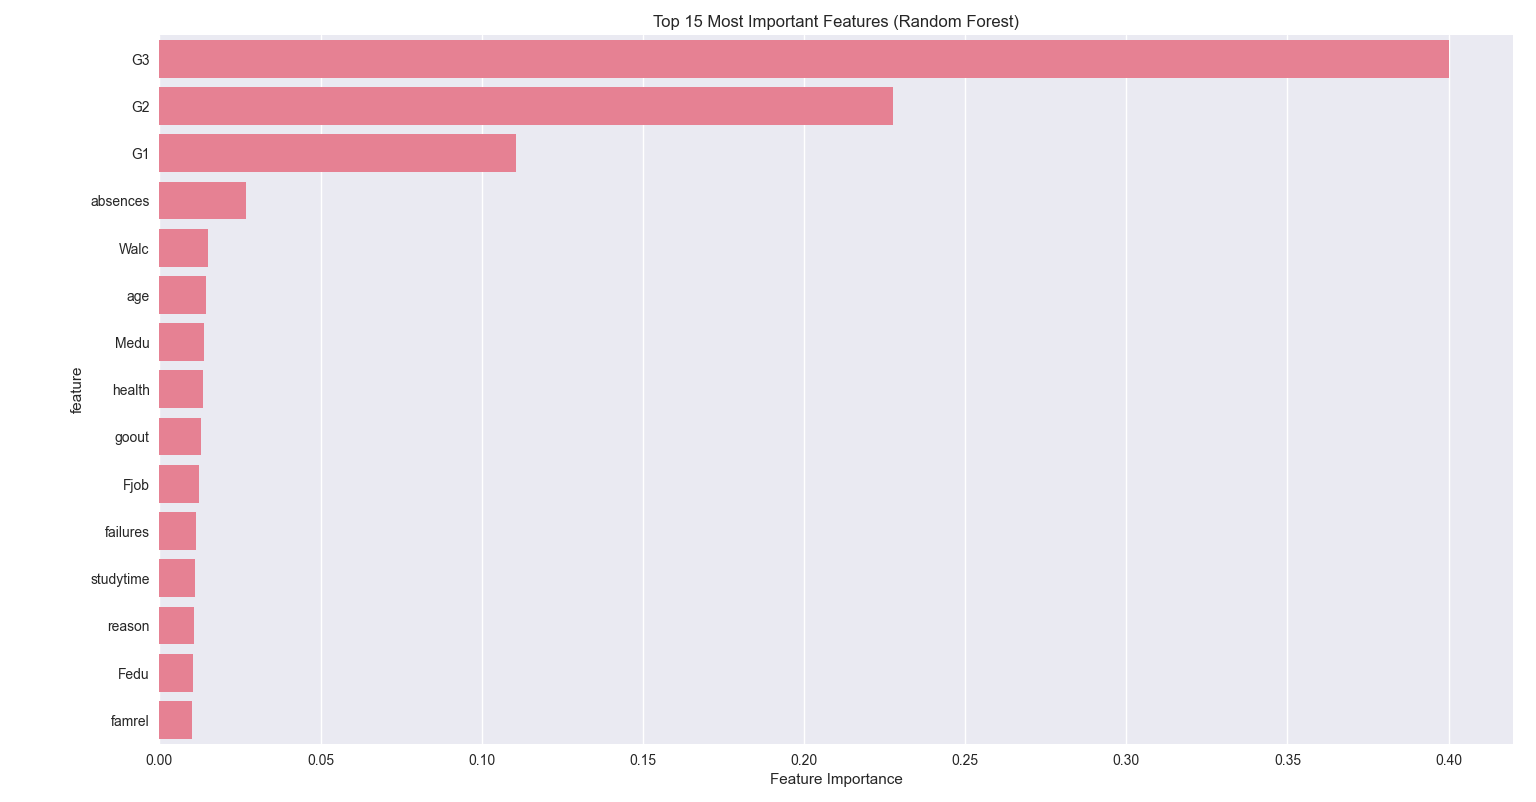 Top 15 Most Important Features (Random Forest)
G3
G2
G1
absences
Walc
age
Medu
health
goout
Fjob
failures
studytime
reason
Fedu
famrel
feature
0.00 0.05 0.10 0.15 0.20 0.25 0.30 0.35 0.40
Feature Importance